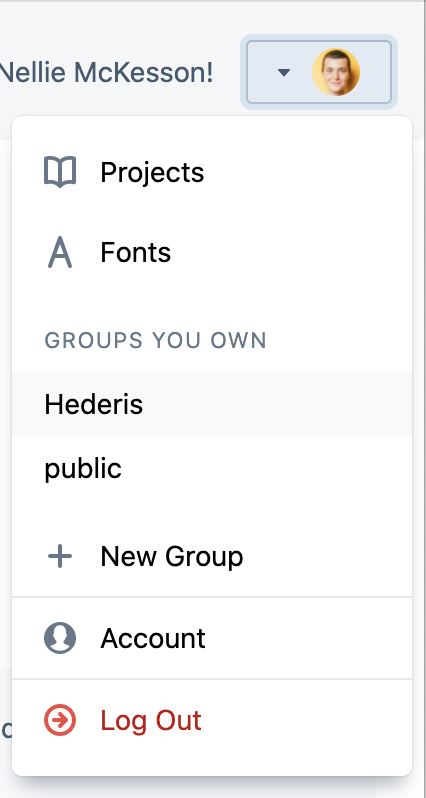 Nellie McKesson!
Projects
Fonts
GROUPS YOU OWN
Hederis
public
New Group
Account
Log Out